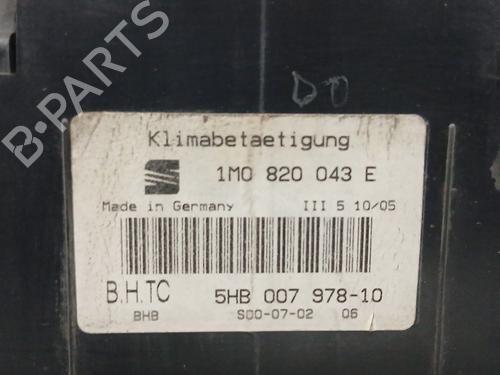 B-PARTS
DO
Klimabetaetigung
1M0 820 043 E
Made in Germany III 5 10/05
B.H.TC 5HB 007 978-10
BHB S00-07-02 06